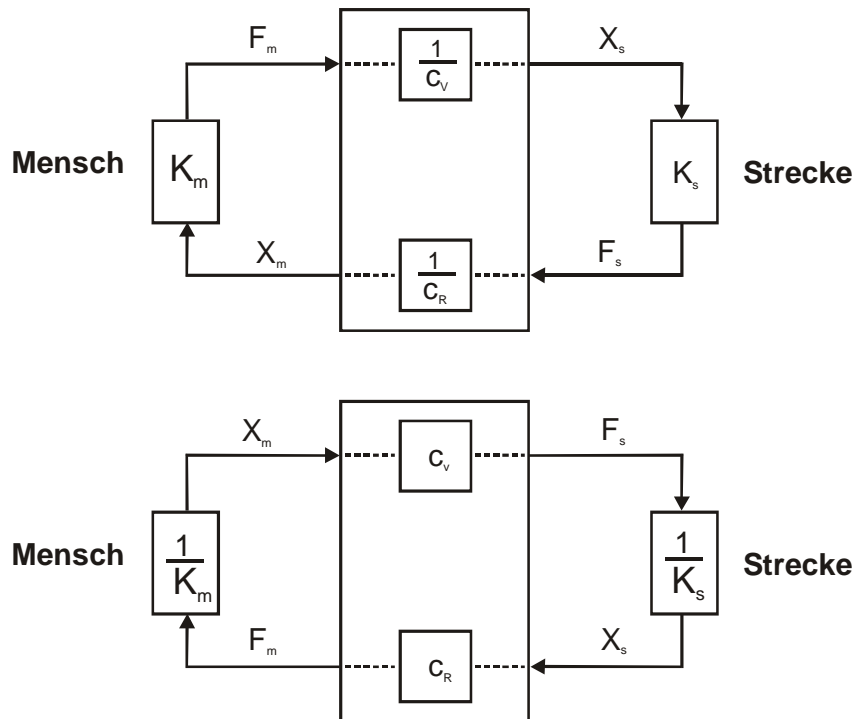 F_m
1/c_V
X_s
Mensch
K_m
K_s
Strecke
X_m
1/c_R
F_s
X_m
c_v
F_s
Mensch
1/K_m
1/K_s
Strecke
F_m
c_R
X_s